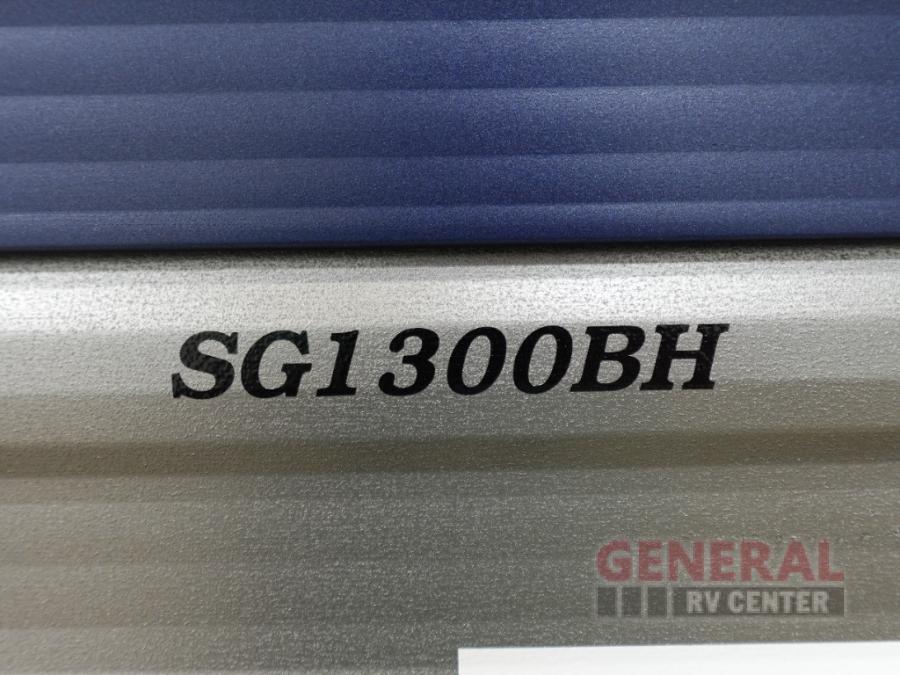 SG1300BH
GENERAL
RV CENTER